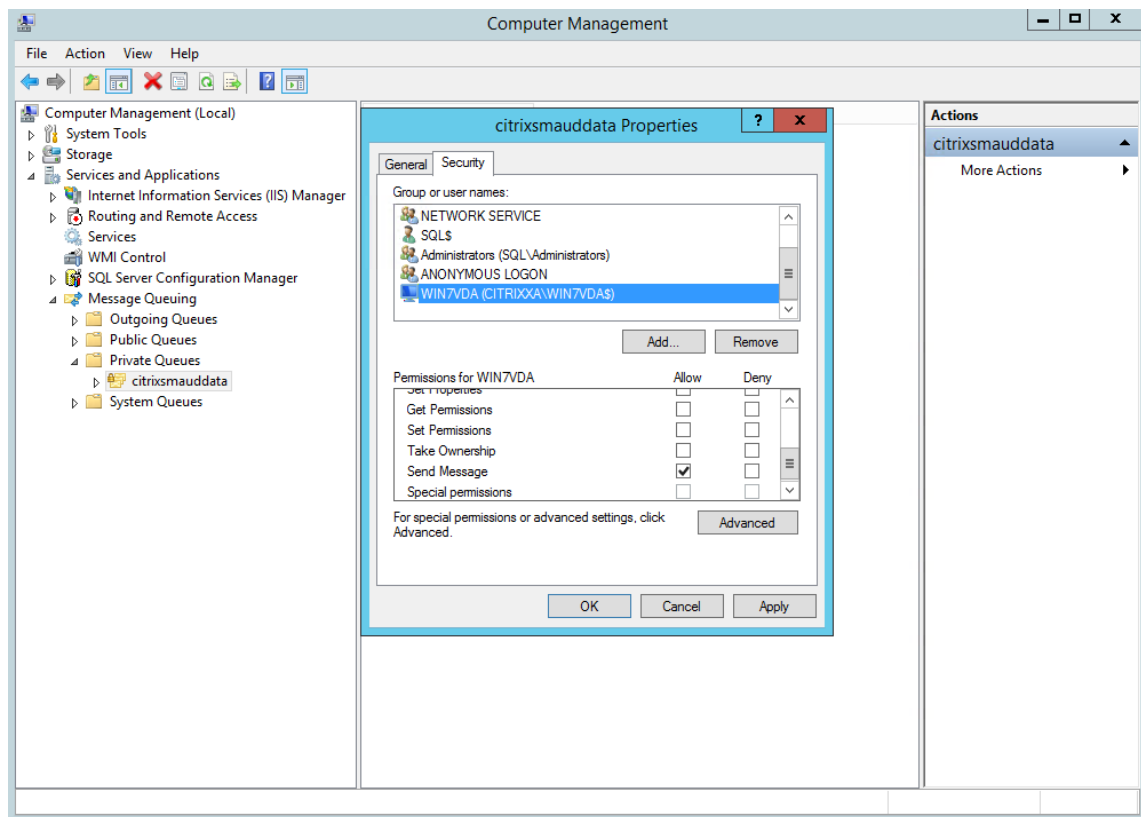 Computer Management
File Action View Help
Computer Management (Local)
System Tools
Storage
Services and Applications
Internet Information Services (IIS) Manager
Routing and Remote Access
Services
WMI Control
SQL Server Configuration Manager
Message Queuing
Outgoing Queues
Public Queues
Private Queues
citrixsmauddata
System Queues
citrixsmauddata Properties
? x
General Security
Group or user names:
NETWORK SERVICE
SQL$
Administrators (SQL\Administrators)
ANONYMOUS LOGON
WIN7VDA (CITRIXXA\WIN7VDA$)
Add... Remove
Permissions for WIN7VDA Allow Deny
Set Properties
Get Permissions
Set Permissions
Take Ownership
Send Message
Special permissions
For special permissions or advanced settings, click
Advanced.
Advanced
OK Cancel Apply
Actions
citrixsmauddata
More Actions